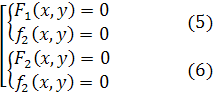 F₁(x, y) = 0
f₂(x, y) = 0
(5)
F₂(x, y) = 0
f₂(x, y) = 0
(6)